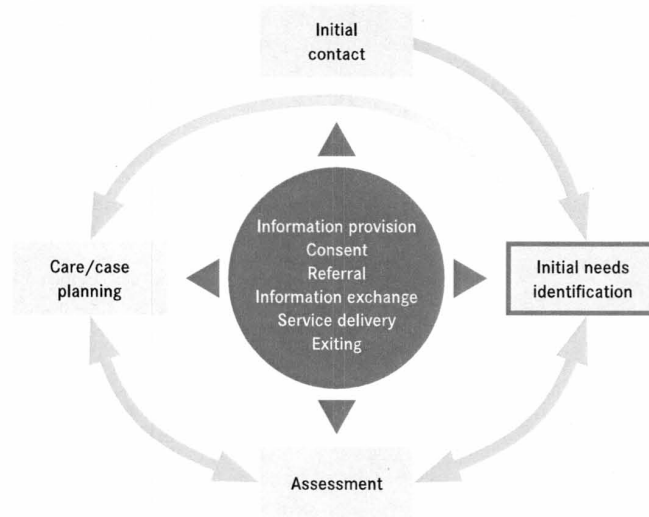 Initial
contact
Information provision
Consent
Referral
Information exchange
Service delivery
Exiting
Care/case
planning
Initial needs
identification
Assessment